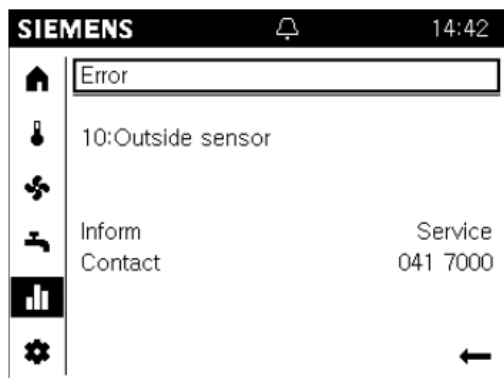 SIEMENS 14:42
Error
10:Outside sensor
Inform Service
Contact 041 7000